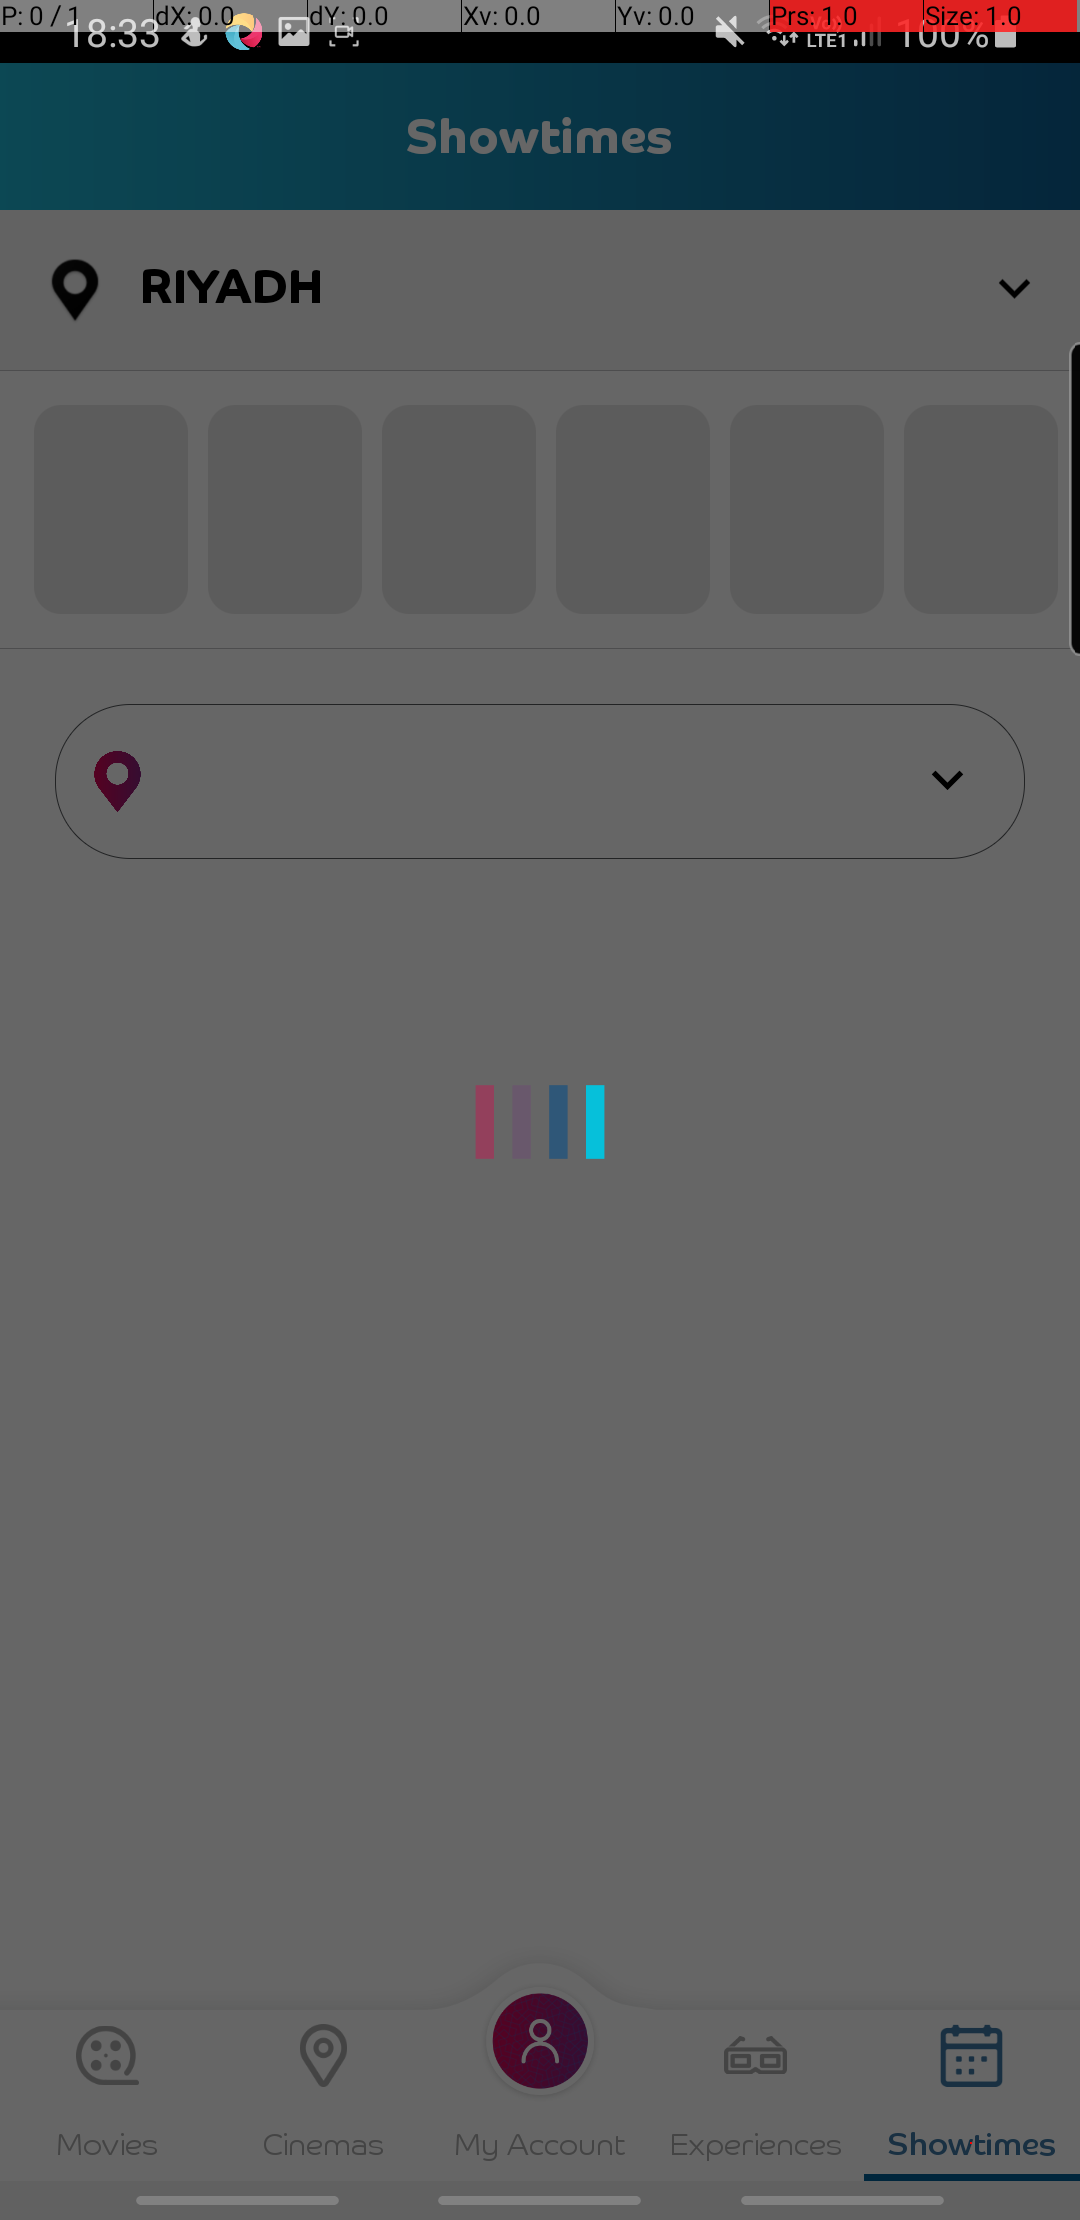 P: 0 / 1 dX: 0.0 dY: 0.0 Xv: 0.0 Yv: 0.0 Prs: 1.0 Size: 1.0
18:33 LTE1 100%
Showtimes
RIYADH
Movies Cinemas My Account Experiences Showtimes